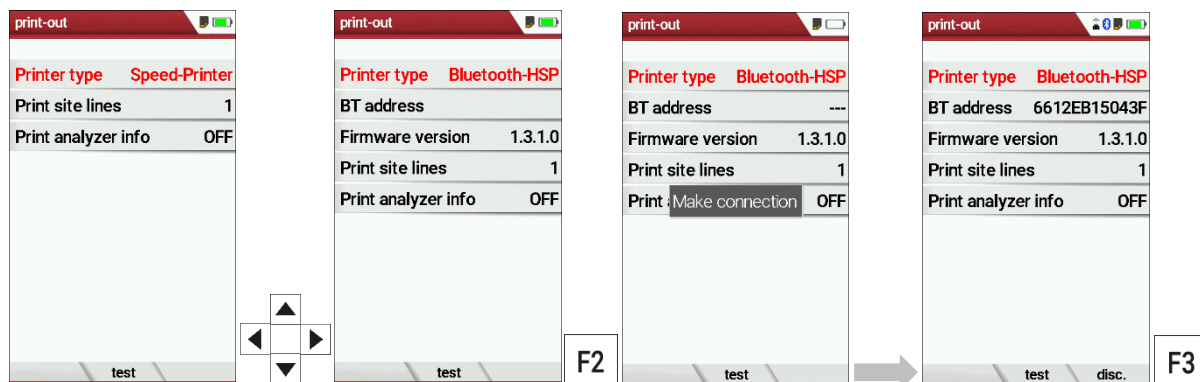 print-out
Printer type Speed-Printer
Print site lines 1
Print analyzer info OFF
test
print-out
Printer type Bluetooth-HSP
BT address
Firmware version 1.3.1.0
Print site lines 1
Print analyzer info OFF
test
F2
print-out
Printer type Bluetooth-HSP
BT address ---
Firmware version 1.3.1.0
Print site lines 1
Print Make connection OFF
test
print-out
Printer type Bluetooth-HSP
BT address 6612EB15043F
Firmware version 1.3.1.0
Print site lines 1
Print analyzer info OFF
test disc.
F3